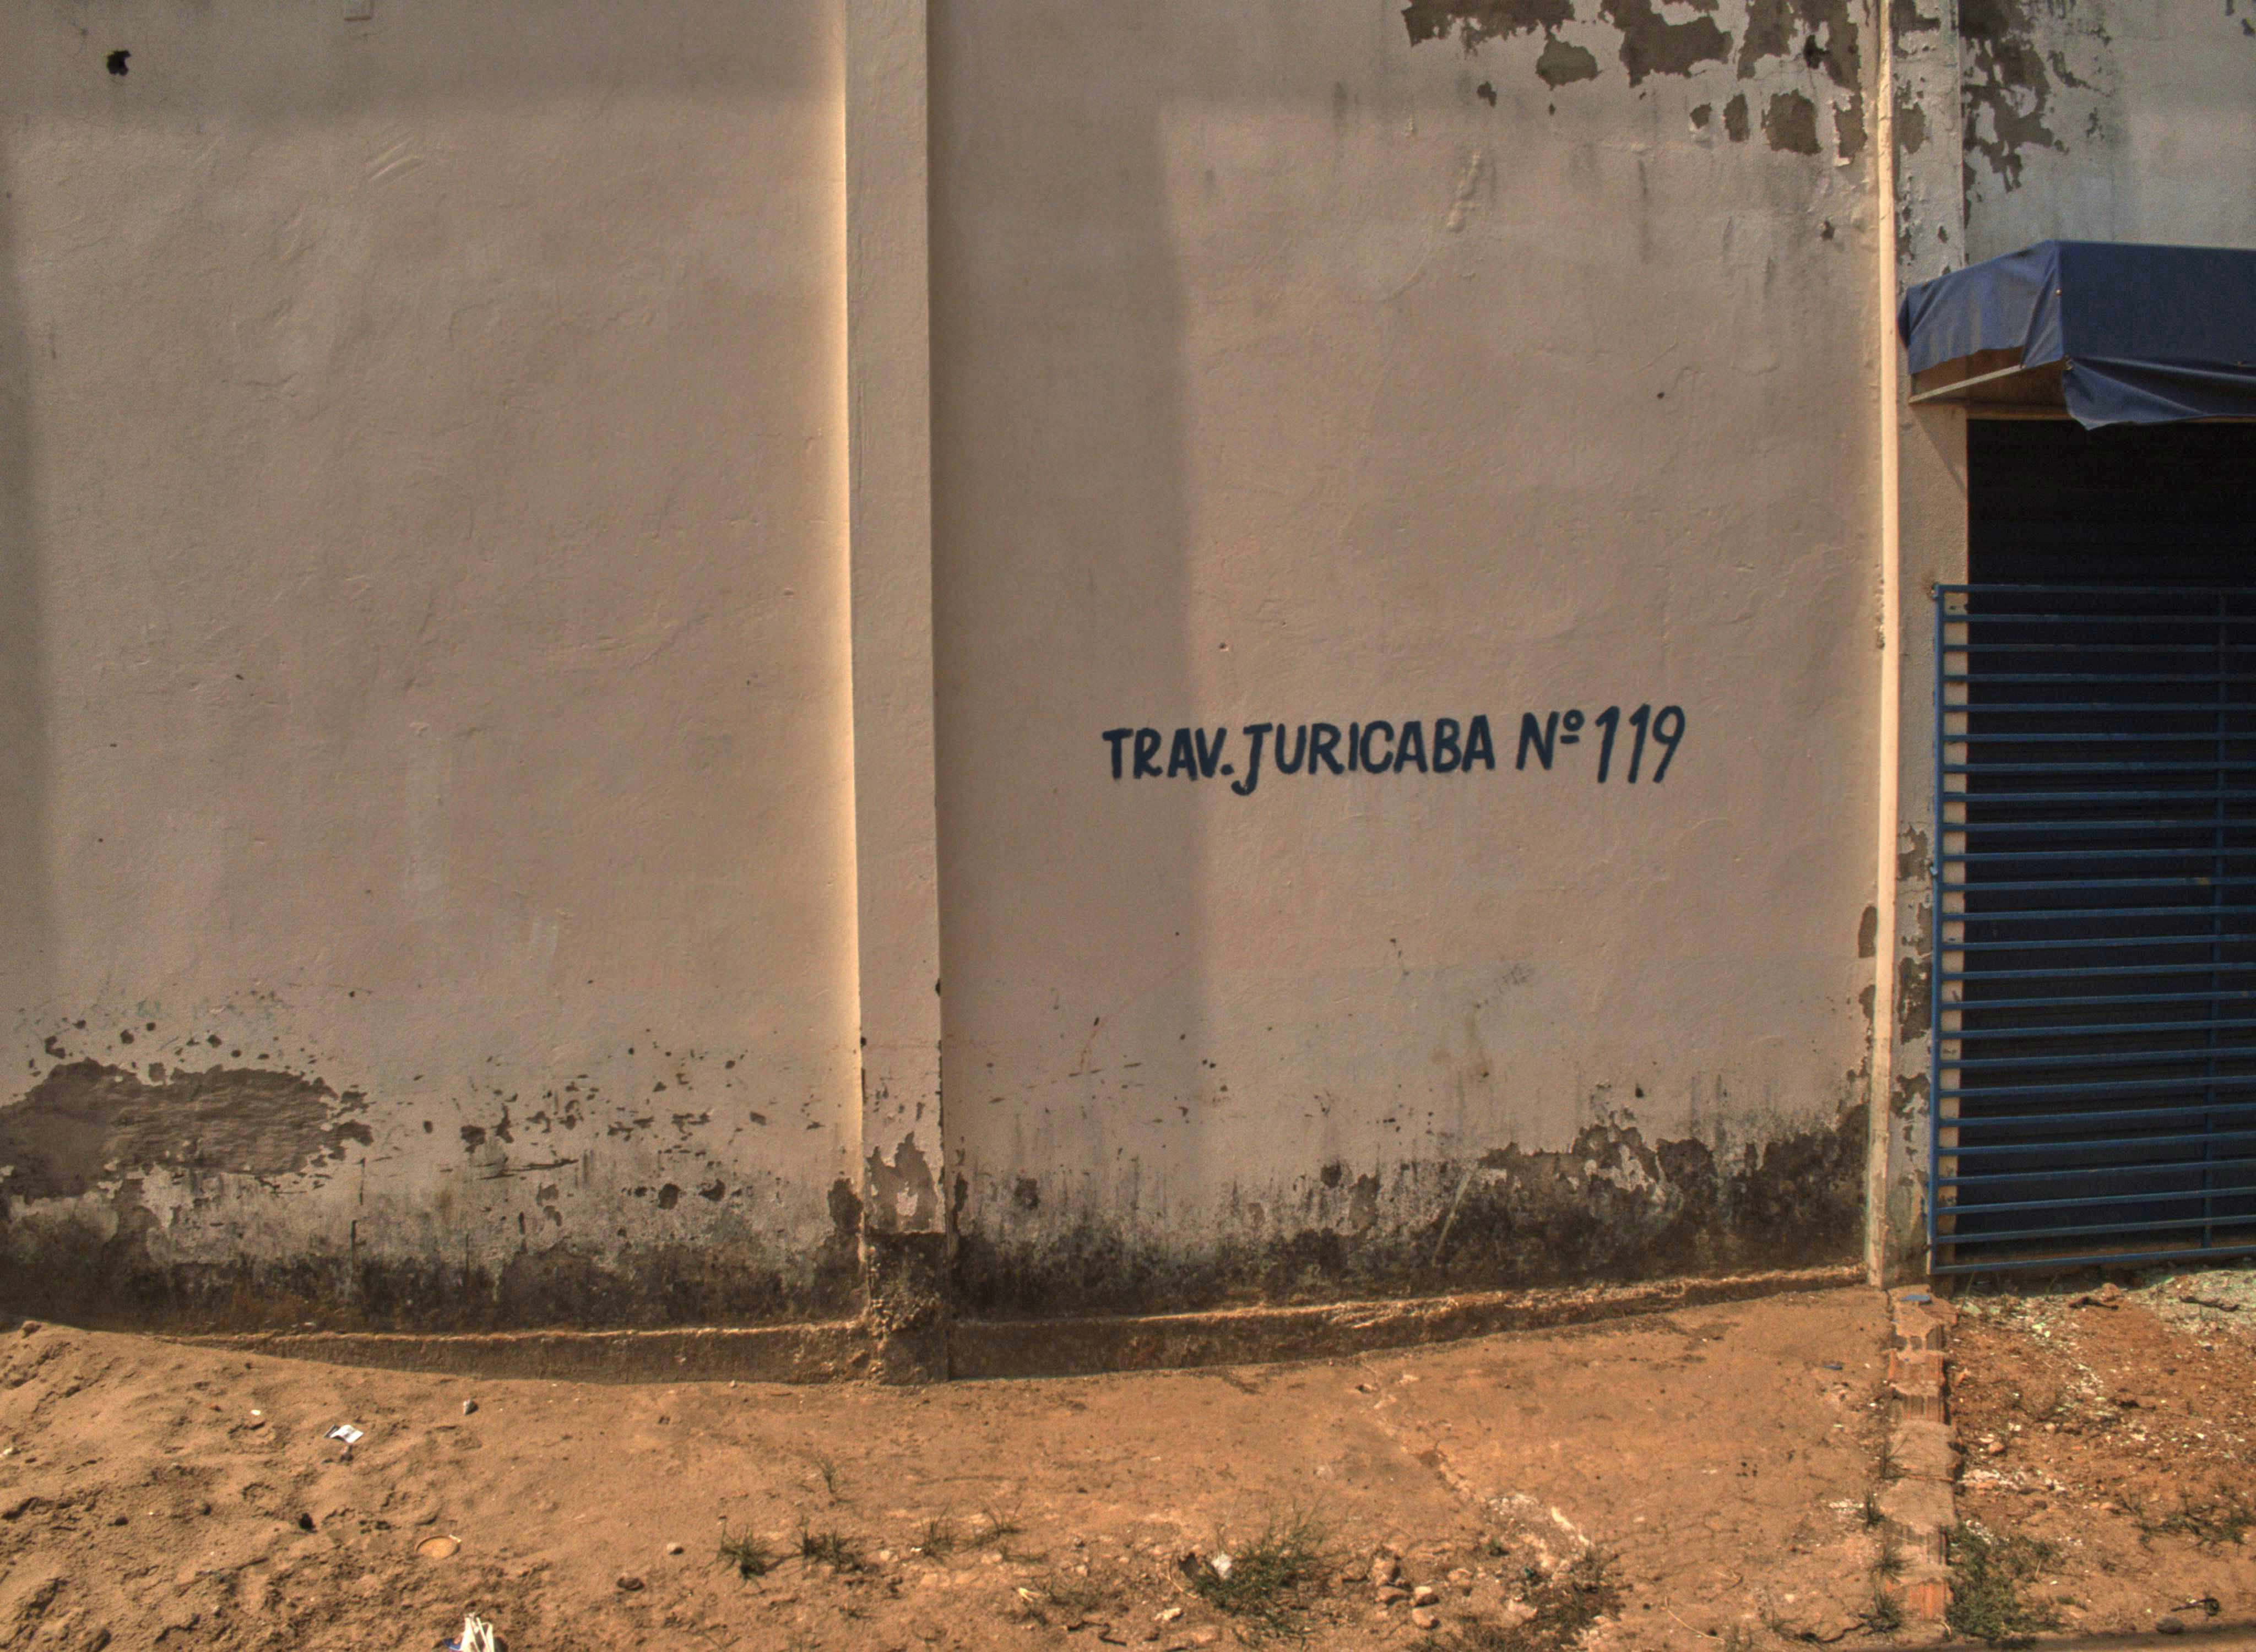 TRAV. JURICABA Nº 119